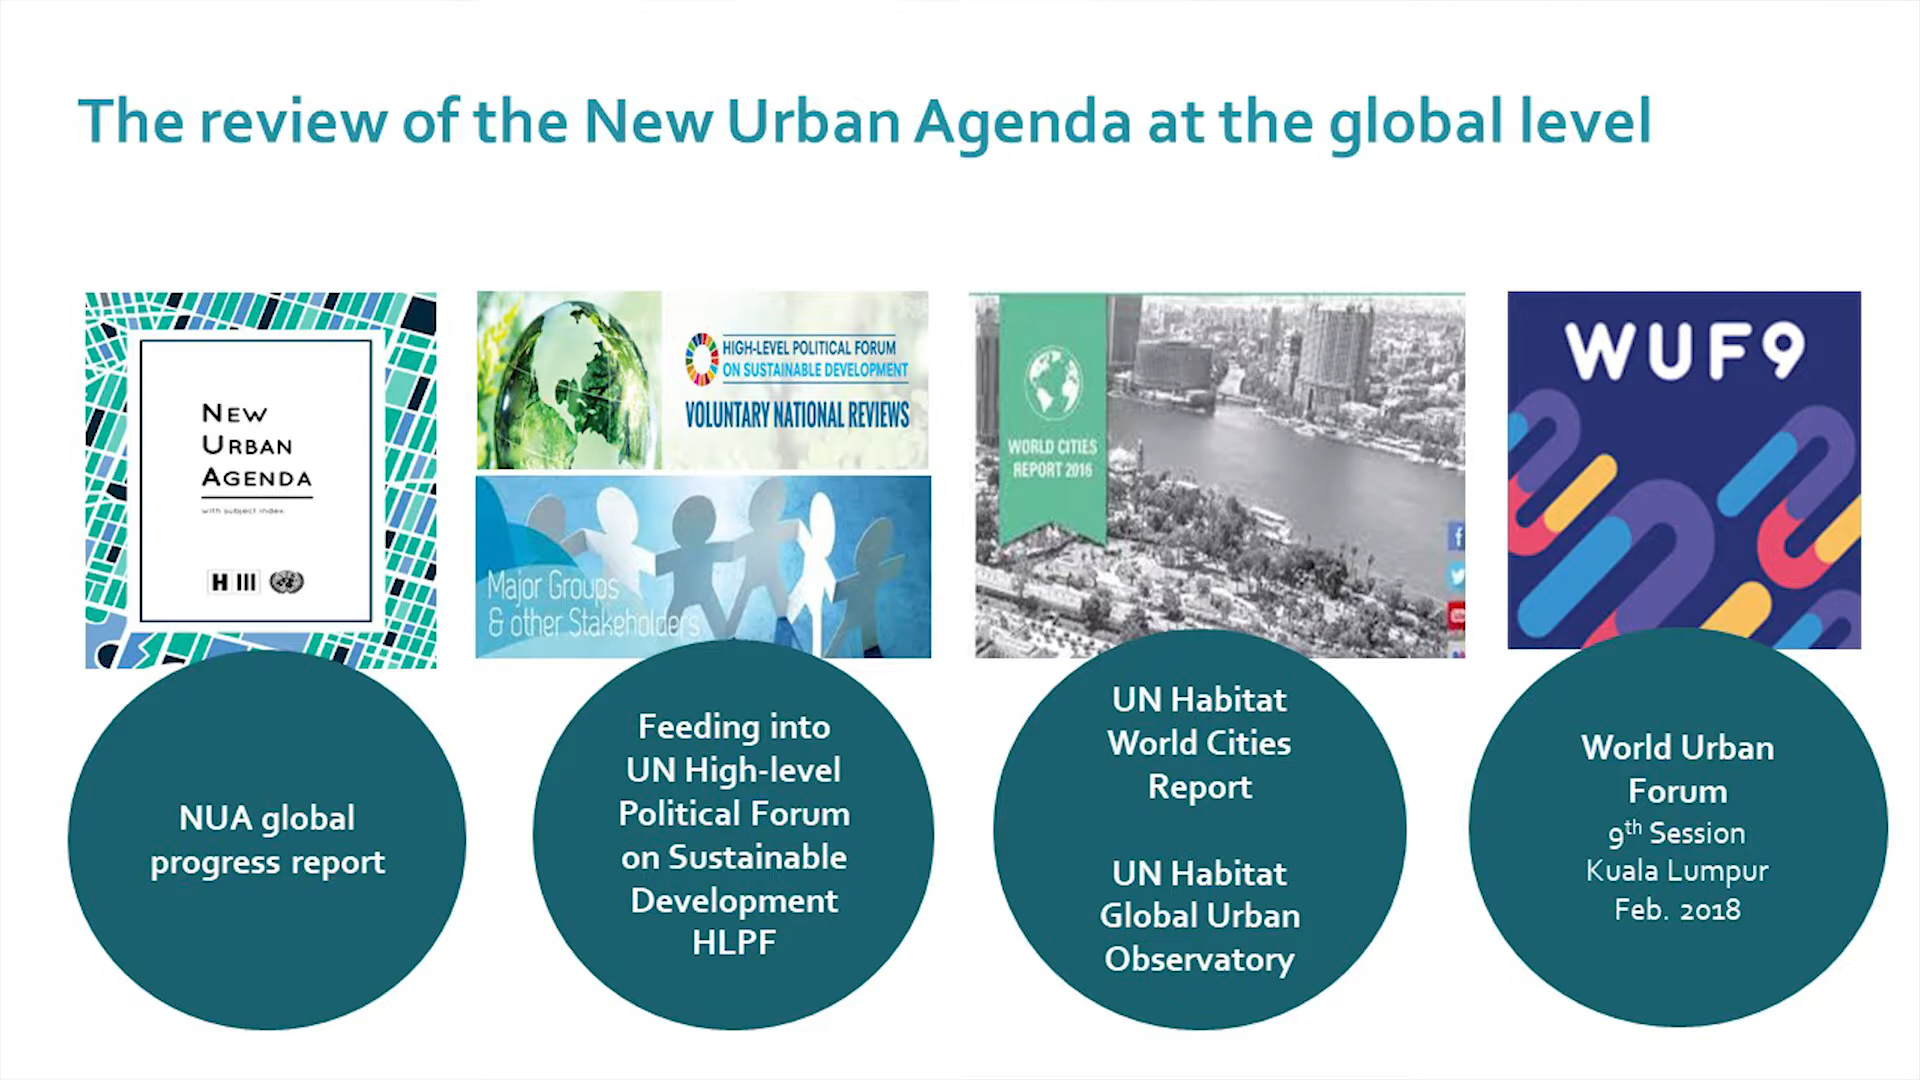 The review of the New Urban Agenda at the global level
NEW
URBAN
AGENDA
with subject index
H III
HIGH-LEVEL POLITICAL FORUM
ON SUSTAINABLE DEVELOPMENT
VOLUNTARY NATIONAL REVIEWS
Major Groups
& other Stakeholders
WORLD CITIES
REPORT 2016
WUF9
NUA global
progress report
Feeding into
UN High-level
Political Forum
on Sustainable
Development
HLPF
UN Habitat
World Cities
Report
UN Habitat
Global Urban
Observatory
World Urban
Forum
9th Session
Kuala Lumpur
Feb. 2018